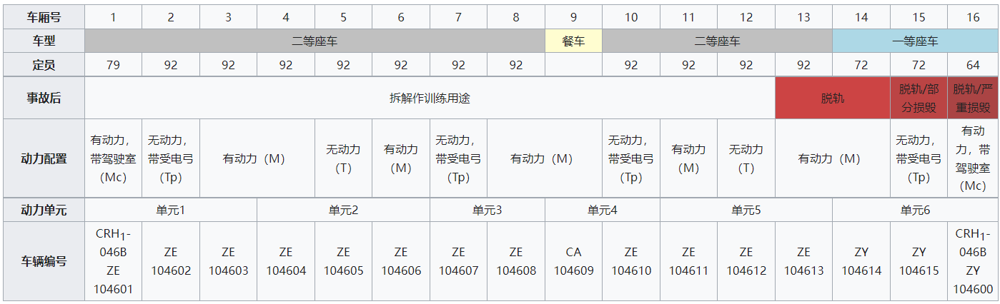 车厢号 1 2 3 4 5 6 7 8 9 10 11 12 13 14 15 16
车型 二等座车 餐车 二等座车 一等座车
定员 79 92 92 92 92 92 92 92 92 92 92 92 72 72 64
事故后 拆解作训练用途 脱轨 脱轨/部分损毁 脱轨/严重损毁
动力配置 有动力，带驾驶室（Mc） 无动力，带受电弓（Tp） 有动力（M） 无动力（T） 有动力（M） 无动力，带受电弓（Tp） 有动力（M） 无动力，带受电弓（Tp） 有动力（M） 无动力（T） 有动力（M） 无动力，带受电弓（Tp） 有动力，带驾驶室（Mc）
动力单元 单元1 单元2 单元3 单元4 单元5 单元6
车辆编号 CRH1-046B ZE 104601 ZE 104602 ZE 104603 ZE 104604 ZE 104605 ZE 104606 ZE 104607 ZE 104608 CA 104609 ZE 104610 ZE 104611 ZE 104612 ZE 104613 ZY 104614 ZY 104615 CRH1-046B ZY 104600